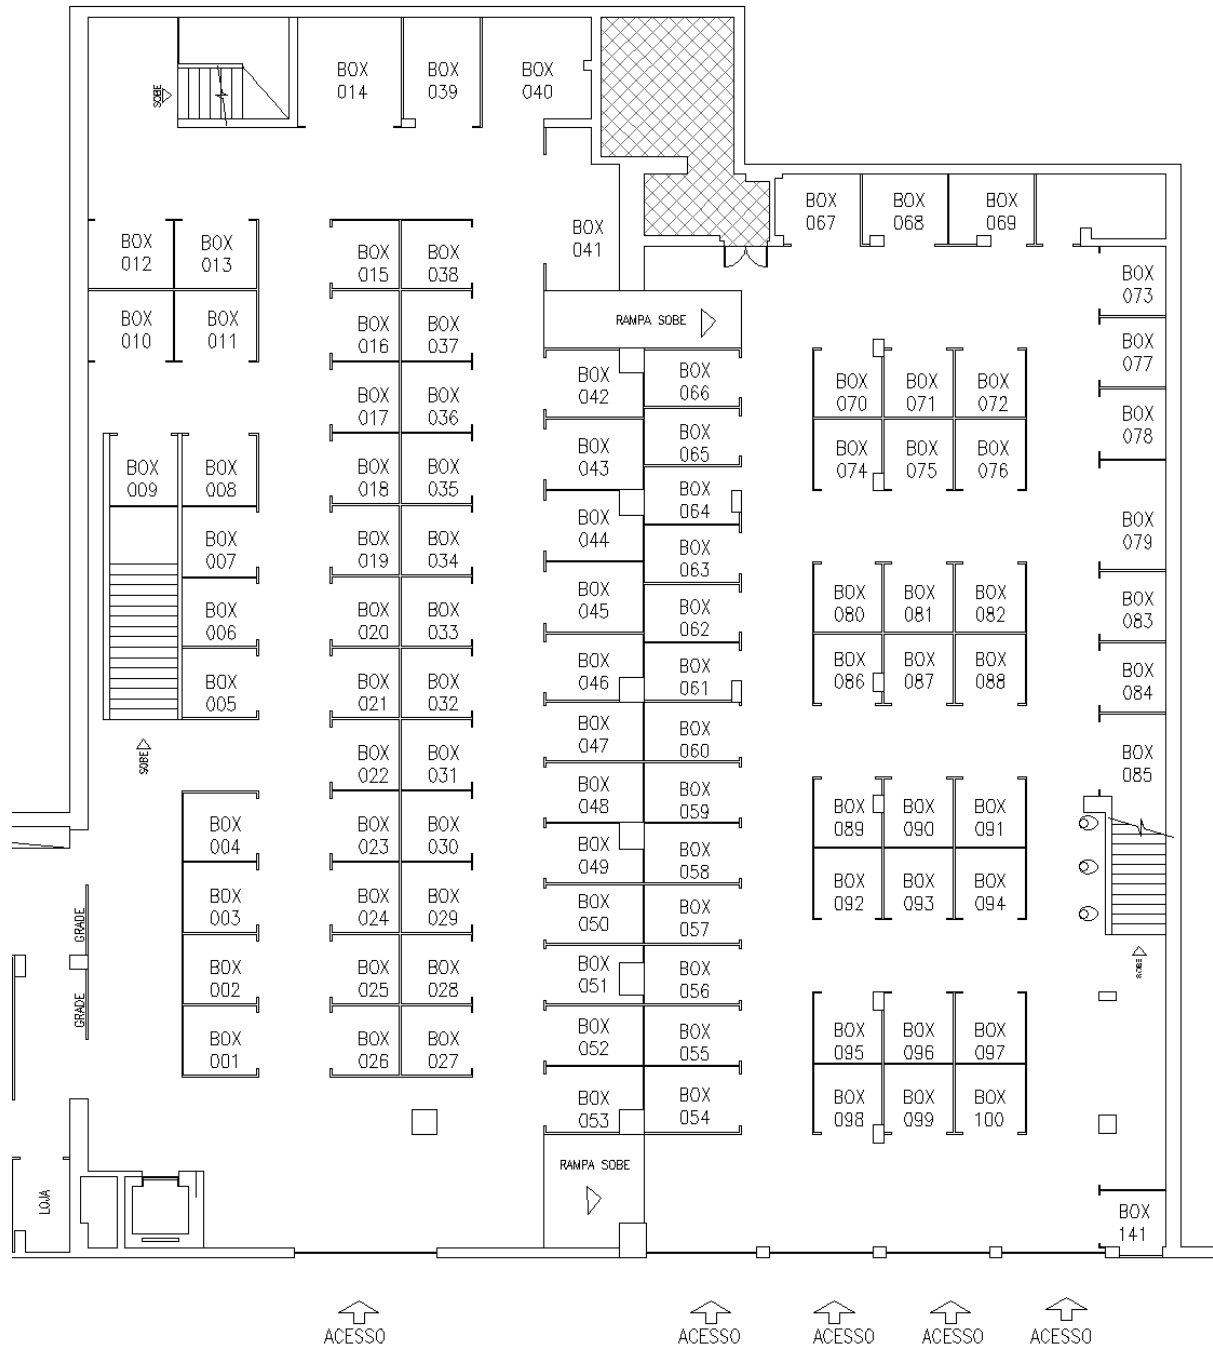 BOX
014
BOX
039
BOX
040
SOBE
BOX
067
BOX
068
BOX
069
BOX
012
BOX
013
BOX
015
BOX
038
BOX
041
BOX
073
BOX
010
BOX
011
BOX
016
BOX
037
RAMPA SOBE
BOX
077
BOX
017
BOX
036
BOX
042
BOX
066
BOX
070
BOX
071
BOX
072
BOX
078
BOX
009
BOX
008
BOX
018
BOX
035
BOX
043
BOX
065
BOX
074
BOX
075
BOX
076
BOX
007
BOX
019
BOX
034
BOX
044
BOX
064
BOX
079
BOX
063
BOX
006
BOX
020
BOX
033
BOX
045
BOX
062
BOX
080
BOX
081
BOX
082
BOX
083
BOX
005
BOX
021
BOX
032
BOX
046
BOX
061
BOX
086
BOX
087
BOX
088
BOX
084
SOBE
BOX
022
BOX
031
BOX
047
BOX
060
BOX
085
BOX
004
BOX
023
BOX
030
BOX
048
BOX
059
BOX
089
BOX
090
BOX
091
BOX
049
BOX
058
BOX
003
BOX
024
BOX
029
BOX
050
BOX
057
BOX
092
BOX
093
BOX
094
GRADE
BOX
002
BOX
025
BOX
028
BOX
051
BOX
056
SOBE
GRADE
BOX
001
BOX
026
BOX
027
BOX
052
BOX
055
BOX
095
BOX
096
BOX
097
BOX
053
BOX
054
BOX
098
BOX
099
BOX
100
RAMPA SOBE
LOJA
BOX
141
ACESSO
ACESSO
ACESSO
ACESSO
ACESSO